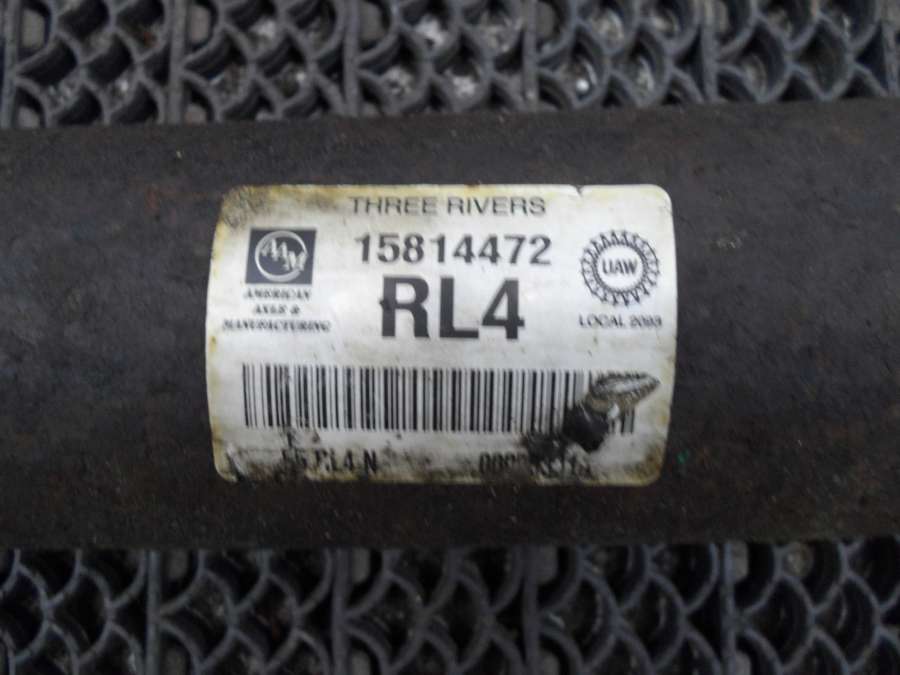 THREE RIVERS
15814472
RL4
AAM
AMERICAN
AXLE &
MANUFACTURING
UAW
LOCAL 2093